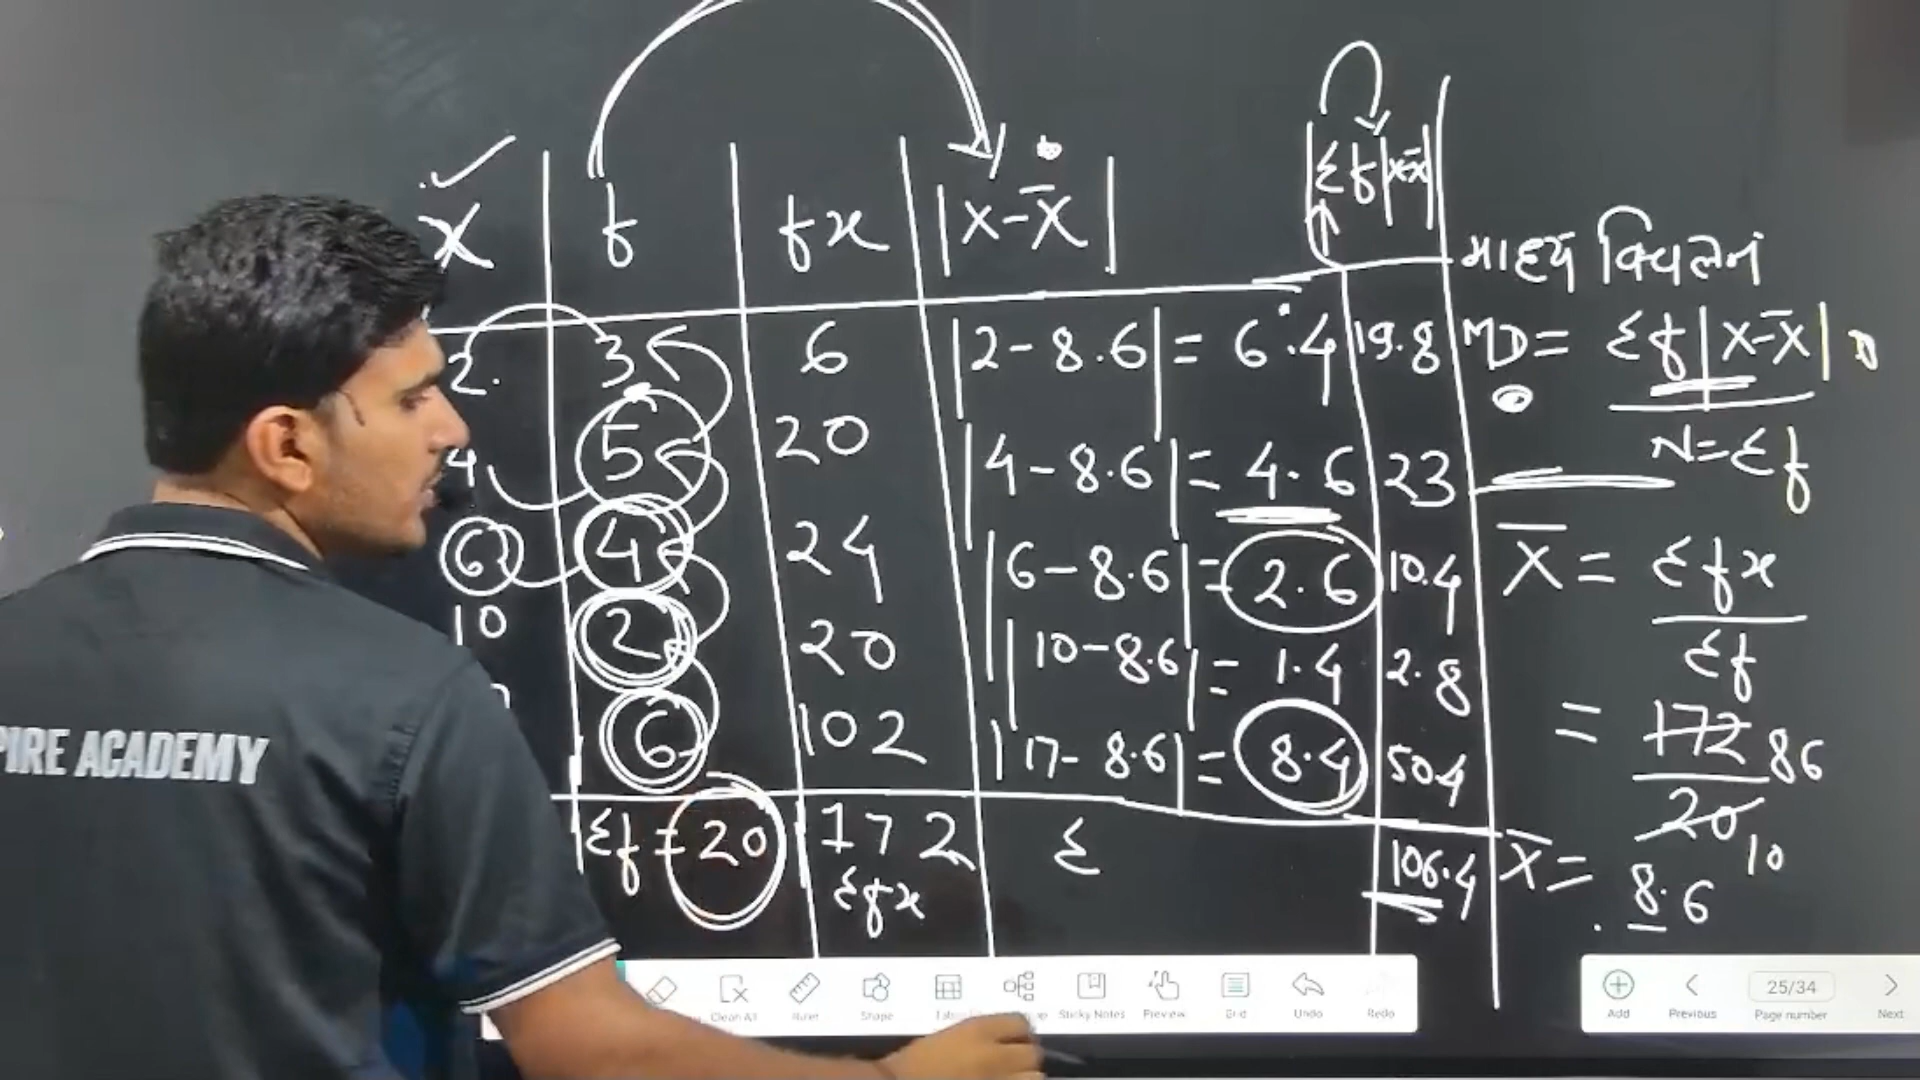 x f fx |x-x̄| |Σf|x-x̄|
2. 3 6 |2-8.6| = 6.4 19.8
4 5 20 |4-8.6| = 4.6 23
6 4 24 |6-8.6| = 2.6 10.4
10 2 20 |10-8.6| = 1.4 2.8
6 102 |17-8.6| = 8.4 504
Σf = 20 172 Σ 106.4
Σfx
MD = Σf|x-x̄|
N=Σf
X̄ = Σfx
Σf
= 172 86
20 10
X̄ = 8.6
PIRE ACADEMY
Clean All Ruler Shape Sticky Notes Preview Grid Undo Redo
Add Previous 25/34 Page number Next